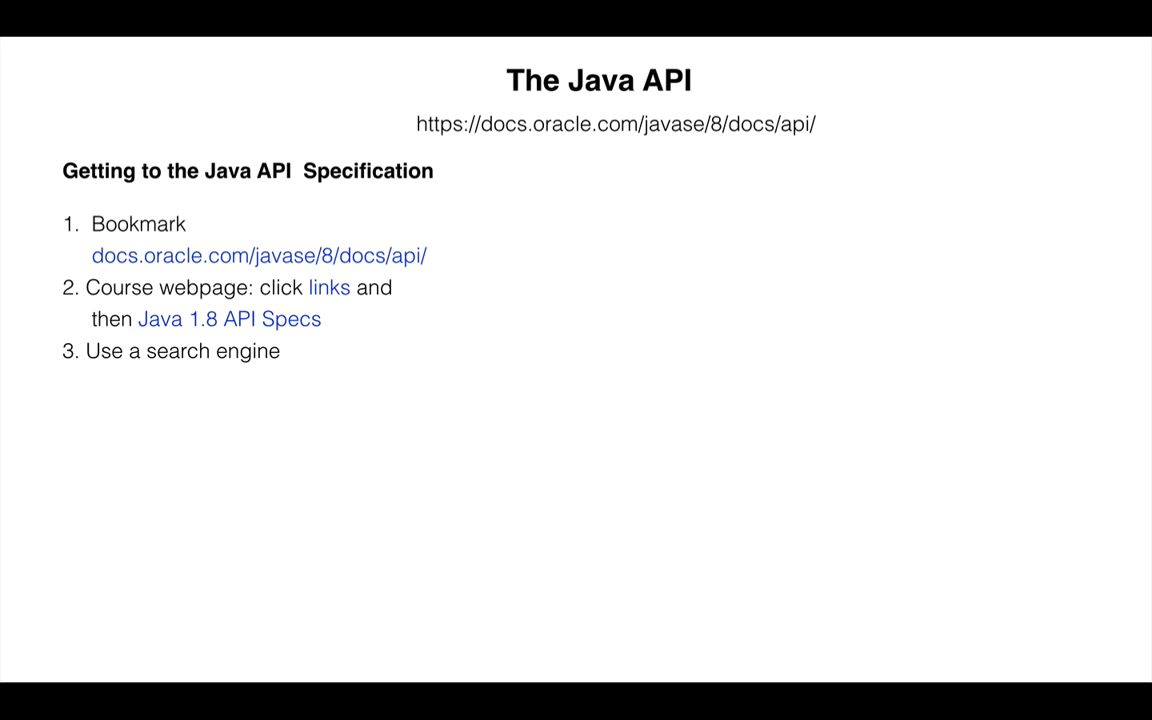 The Java API
https://docs.oracle.com/javase/8/docs/api/
Getting to the Java API Specification
1. Bookmark
docs.oracle.com/javase/8/docs/api/
2. Course webpage: click links and
then Java 1.8 API Specs
3. Use a search engine